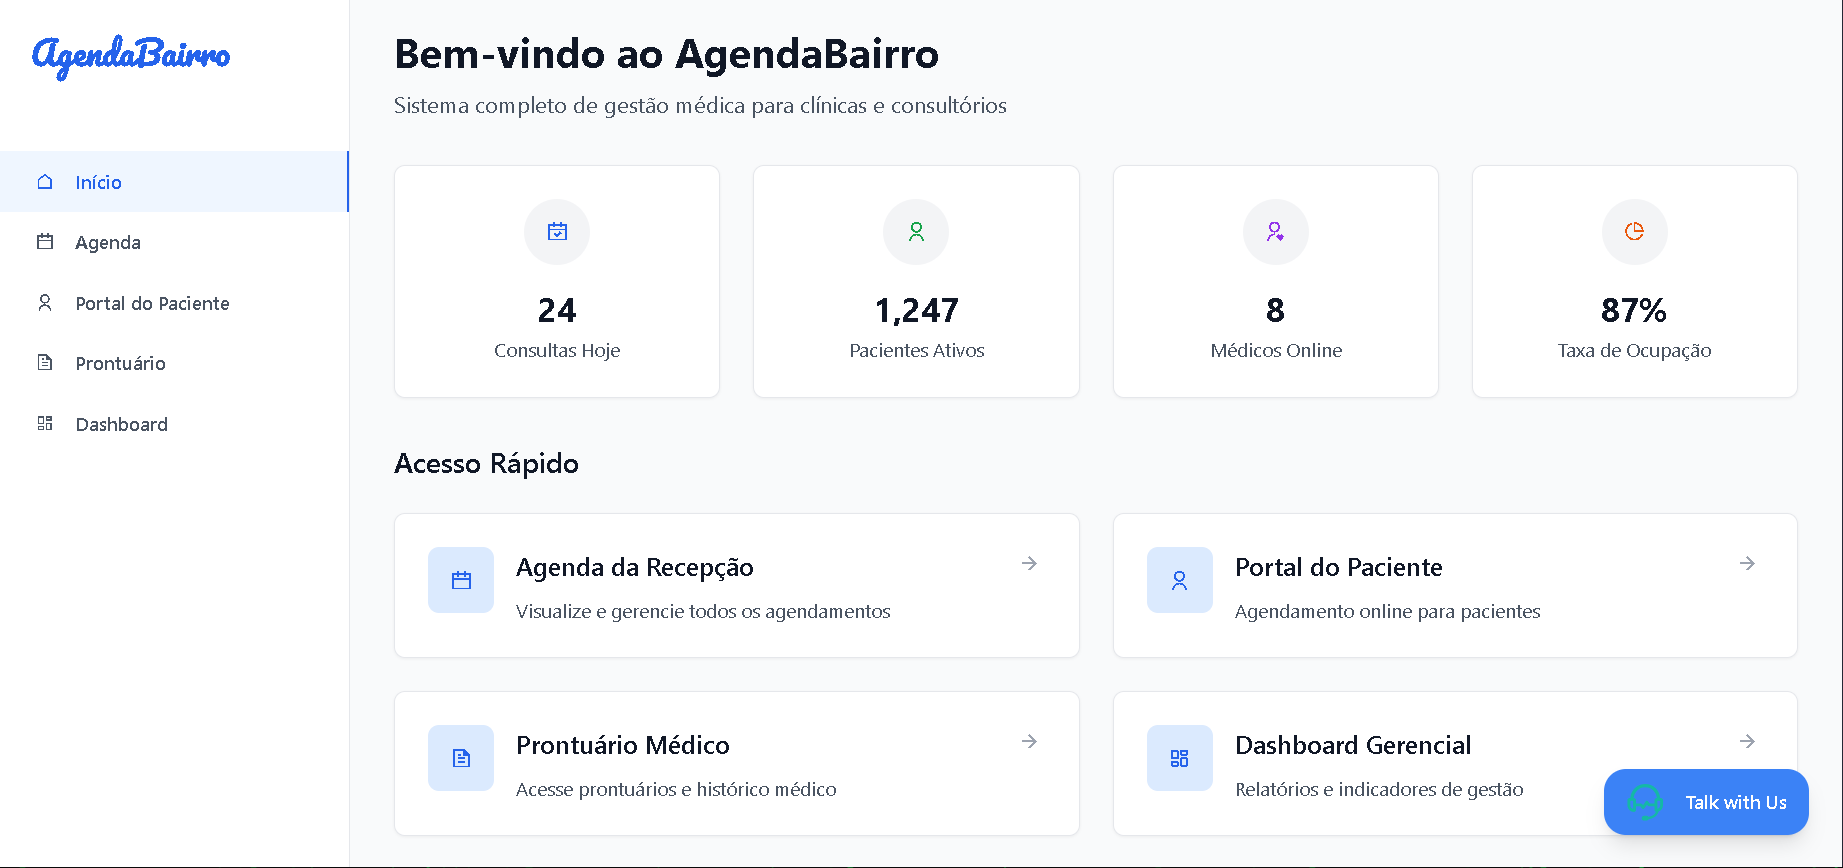 AgendaBairro
Início
Agenda
Portal do Paciente
Prontuário
Dashboard
Bem-vindo ao AgendaBairro
Sistema completo de gestão médica para clínicas e consultórios
24
Consultas Hoje
1,247
Pacientes Ativos
8
Médicos Online
87%
Taxa de Ocupação
Acesso Rápido
Agenda da Recepção
Visualize e gerencie todos os agendamentos
Portal do Paciente
Agendamento online para pacientes
Prontuário Médico
Acesse prontuários e histórico médico
Dashboard Gerencial
Relatórios e indicadores de gestão
Talk with Us